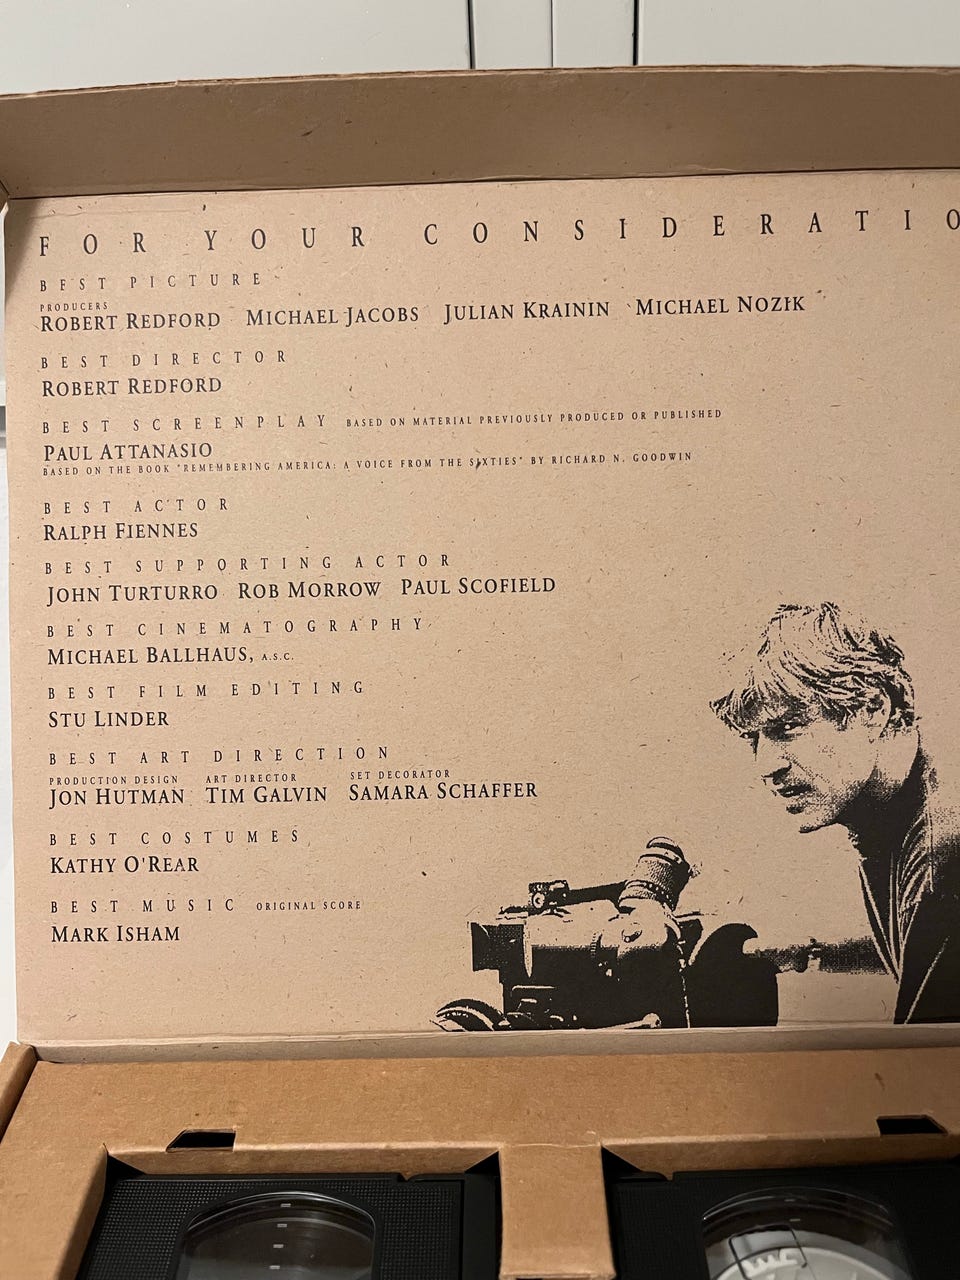 FOR YOUR CONSIDERATIO
BEST PICTURE
PRODUCERS
ROBERT REDFORD MICHAEL JACOBS JULIAN KRAININ MICHAEL NOZIK
BEST DIRECTOR
ROBERT REDFORD
BEST SCREENPLAY BASED ON MATERIAL PREVIOUSLY PRODUCED OR PUBLISHED
PAUL ATTANASIO
BASED ON THE BOOK "REMEMBERING AMERICA: A VOICE FROM THE SIXTIES" BY RICHARD N. GOODWIN
BEST ACTOR
RALPH FIENNES
BEST SUPPORTING ACTOR
JOHN TURTURRO ROB MORROW PAUL SCOFIELD
BEST CINEMATOGRAPHY
MICHAEL BALLHAUS, A.S.C.
BEST FILM EDITING
STU LINDER
BEST ART DIRECTION
PRODUCTION DESIGN ART DIRECTOR SET DECORATOR
JON HUTMAN TIM GALVIN SAMARA SCHAFFER
BEST COSTUMES
KATHY O'REAR
BEST MUSIC ORIGINAL SCORE
MARK ISHAM